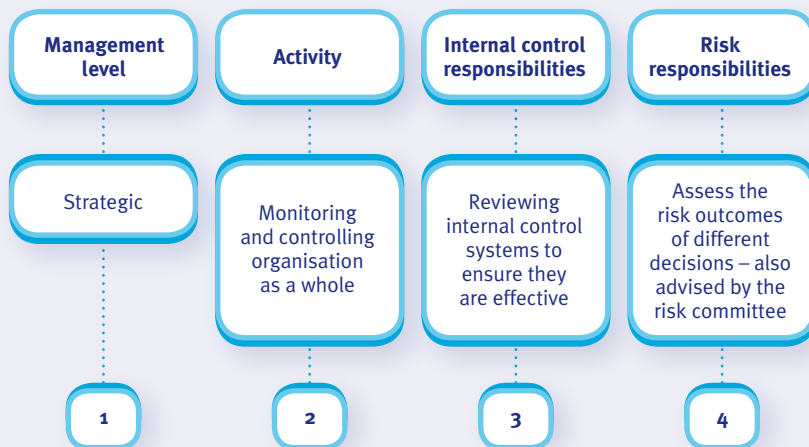 Management
level
Activity
Internal control
responsibilities
Risk
responsibilities
Strategic
Monitoring
and controlling
organisation
as a whole
Reviewing
internal control
systems to
ensure they
are effective
Assess the
risk outcomes
of different
decisions – also
advised by the
risk committee
1
2
3
4